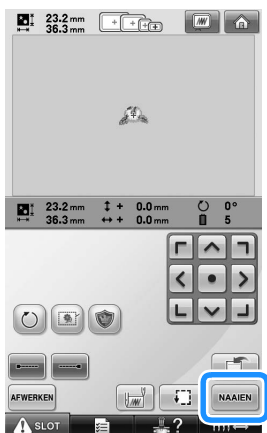 23.2 mm
36.3 mm
23.2 mm + 0.0 mm 0°
36.3 mm + 0.0 mm 5
AFWERKEN
NAAIEN
SLOT ?